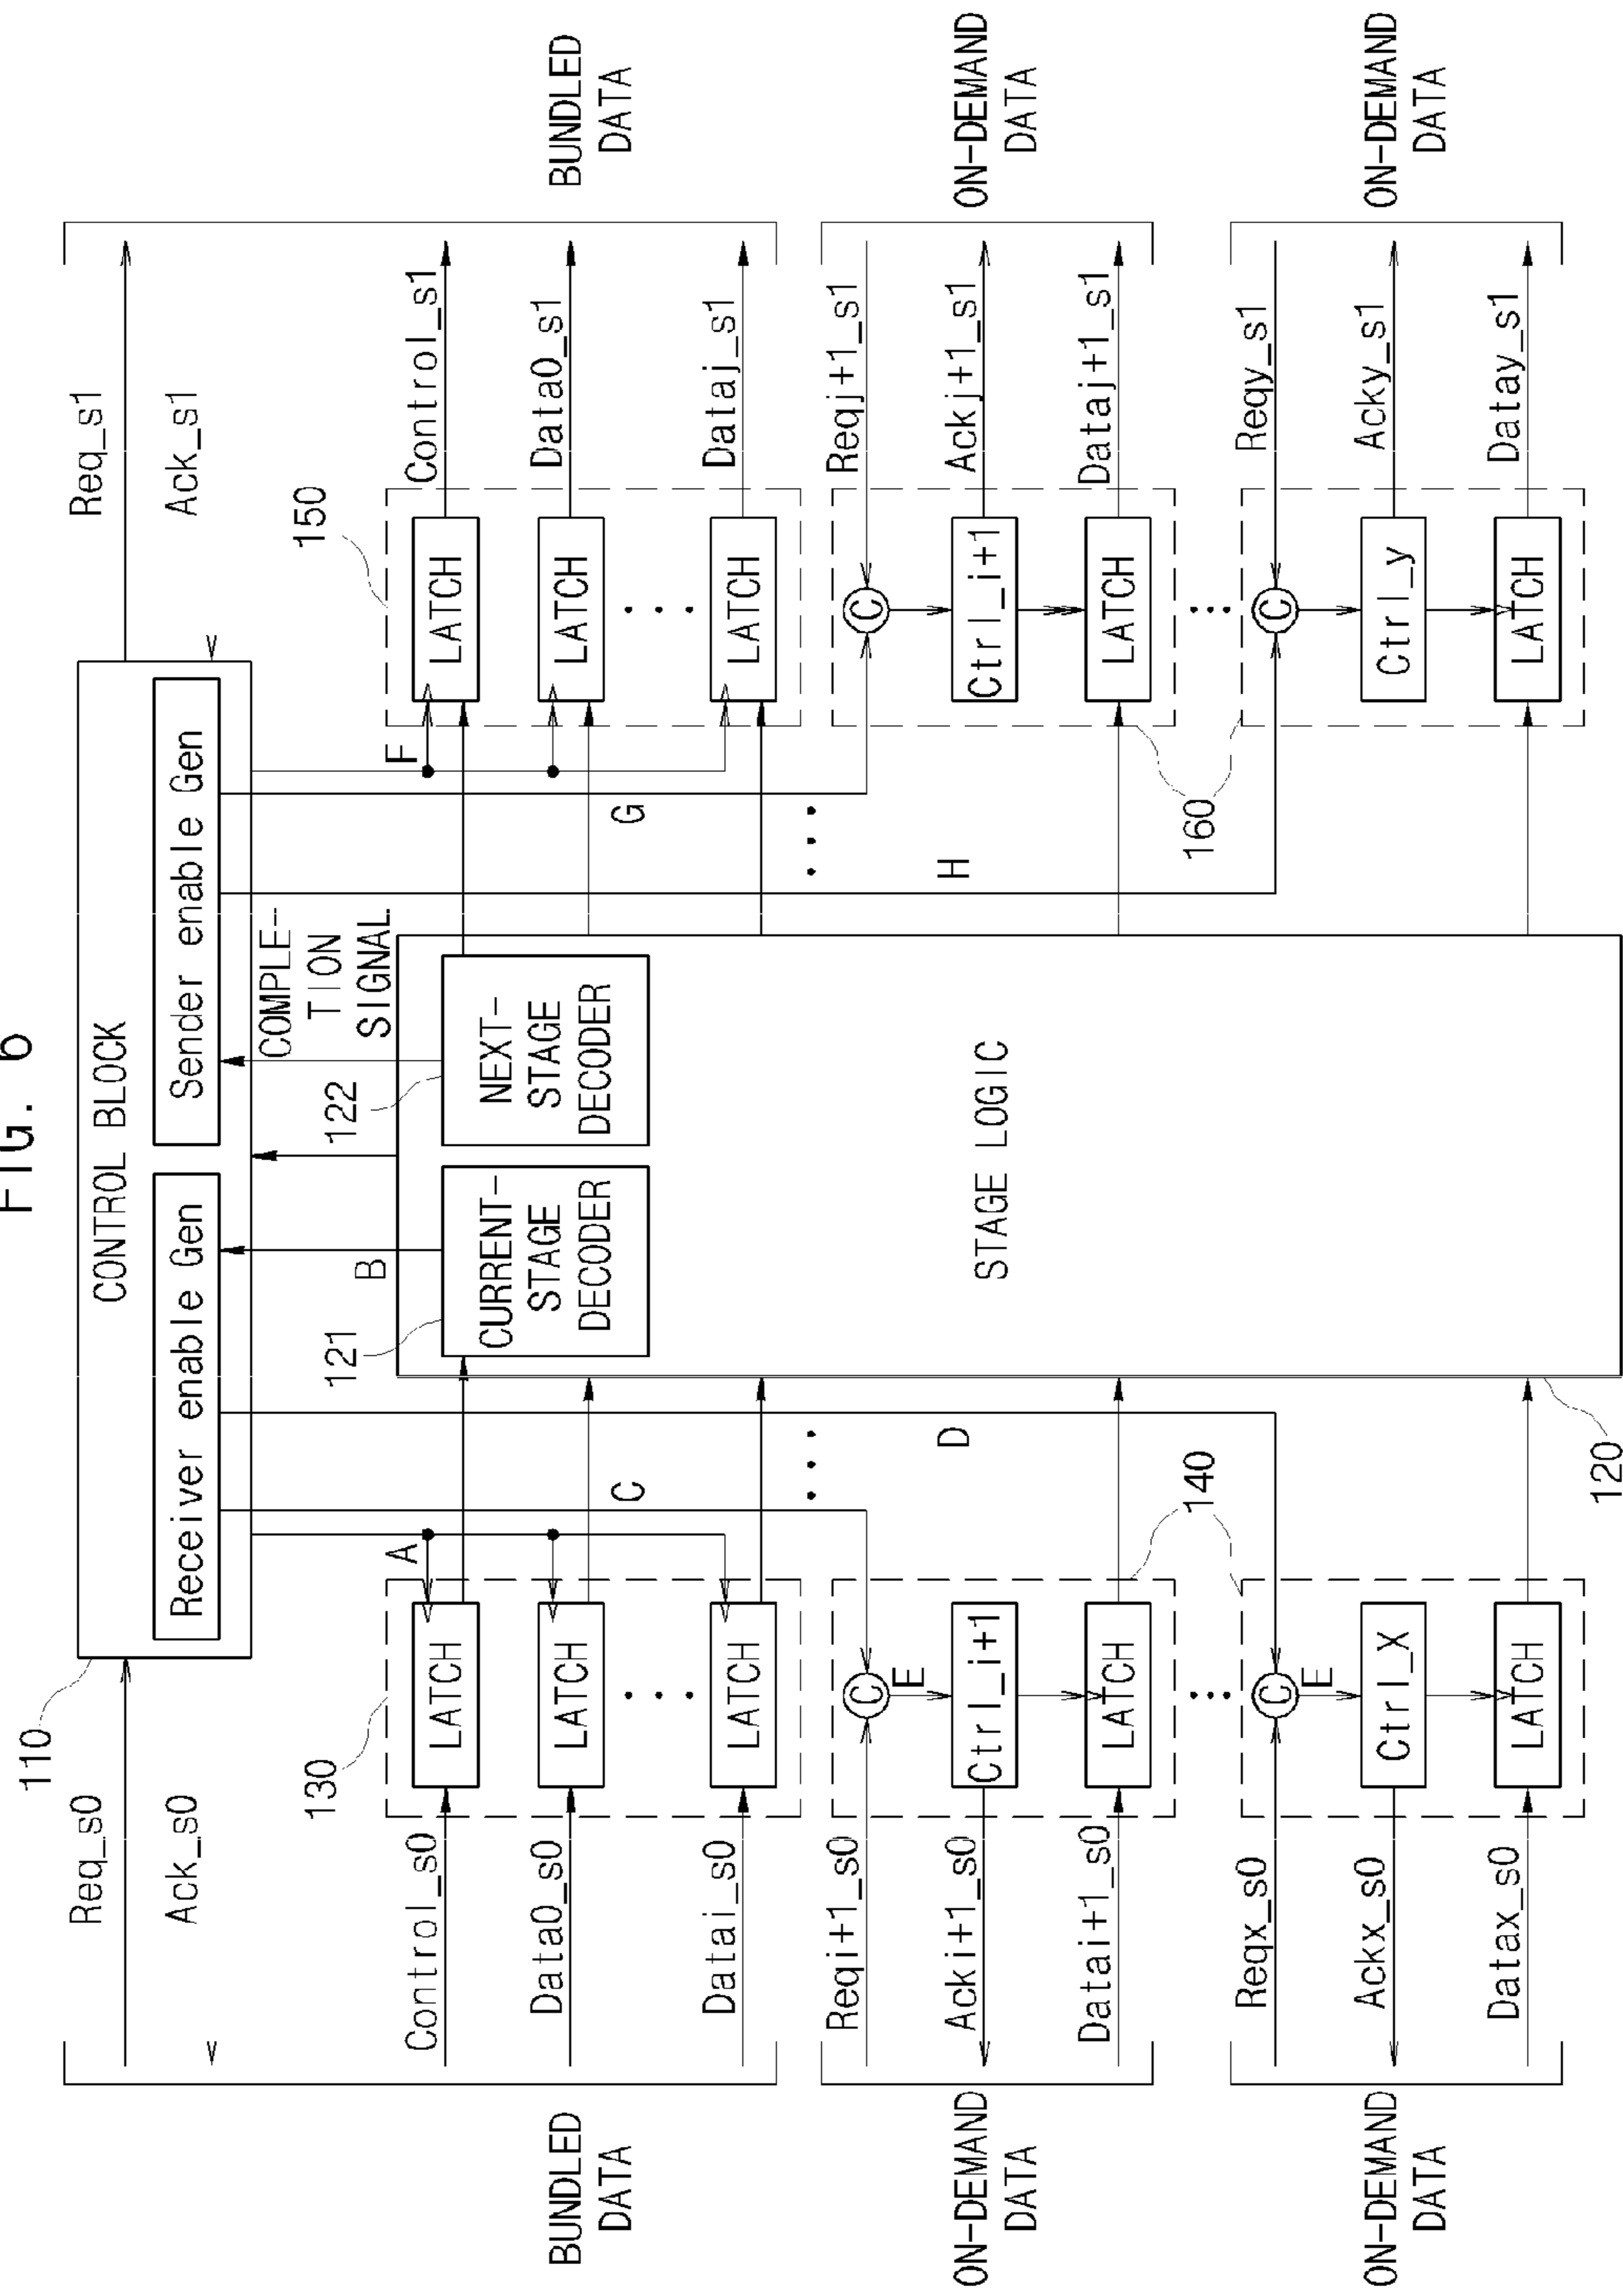 FIG. 6
110
CONTROL BLOCK
Receiver enable Gen
Sender enable Gen
Req_s0
Ack_s0
Req_s1
Ack_s1
BUNDLED
DATA
Control_s0
Data0_s0
Datai_s0
130
LATCH
LATCH
LATCH
A
C
D
B
COMPLE-
TION
SIGNAL
121
CURRENT-
STAGE
DECODER
122
NEXT-
STAGE
DECODER
STAGE LOGIC
120
F
G
H
150
LATCH
LATCH
LATCH
Control_s1
Data0_s1
Dataj_s1
BUNDLED
DATA
ON-DEMAND
DATA
Reqi+1_s0
Acki+1_s0
Datai+1_s0
C
E
Ctrl_i+1
LATCH
140
C
Ctrl_i+1
LATCH
160
Reqj+1_s1
Ackj+1_s1
Dataj+1_s1
ON-DEMAND
DATA
ON-DEMAND
DATA
Reqx_s0
Ackx_s0
Datax_s0
C
E
Ctrl_X
LATCH
C
Ctrl_y
LATCH
Reqy_s1
Acky_s1
Datay_s1
ON-DEMAND
DATA